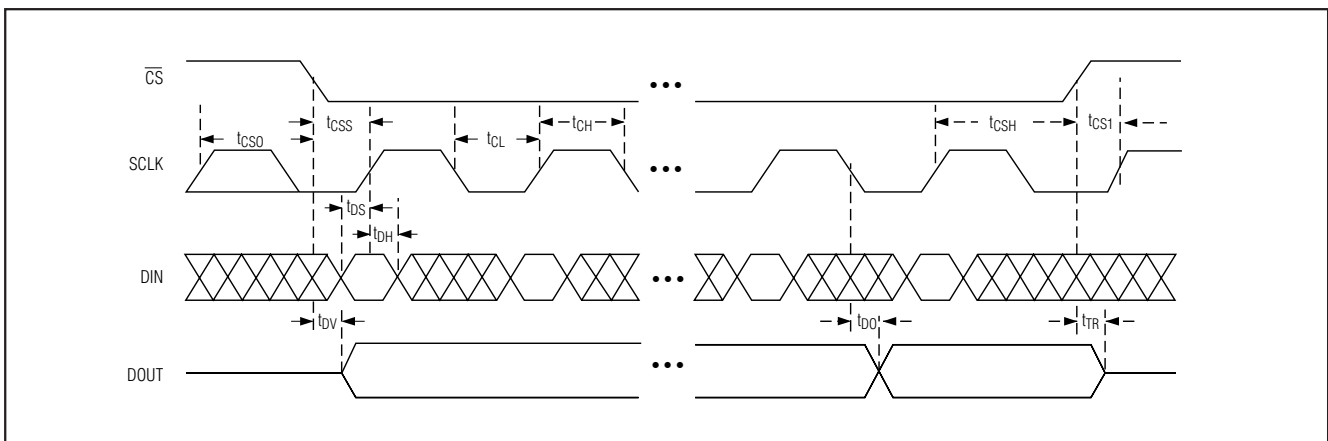 CS
•••
tCSO
tCSS
tCL
tCH
tCSH
tCS1
SCLK
•••
tDS
tDH
DIN
•••
tDV
tDO
tTR
DOUT
•••